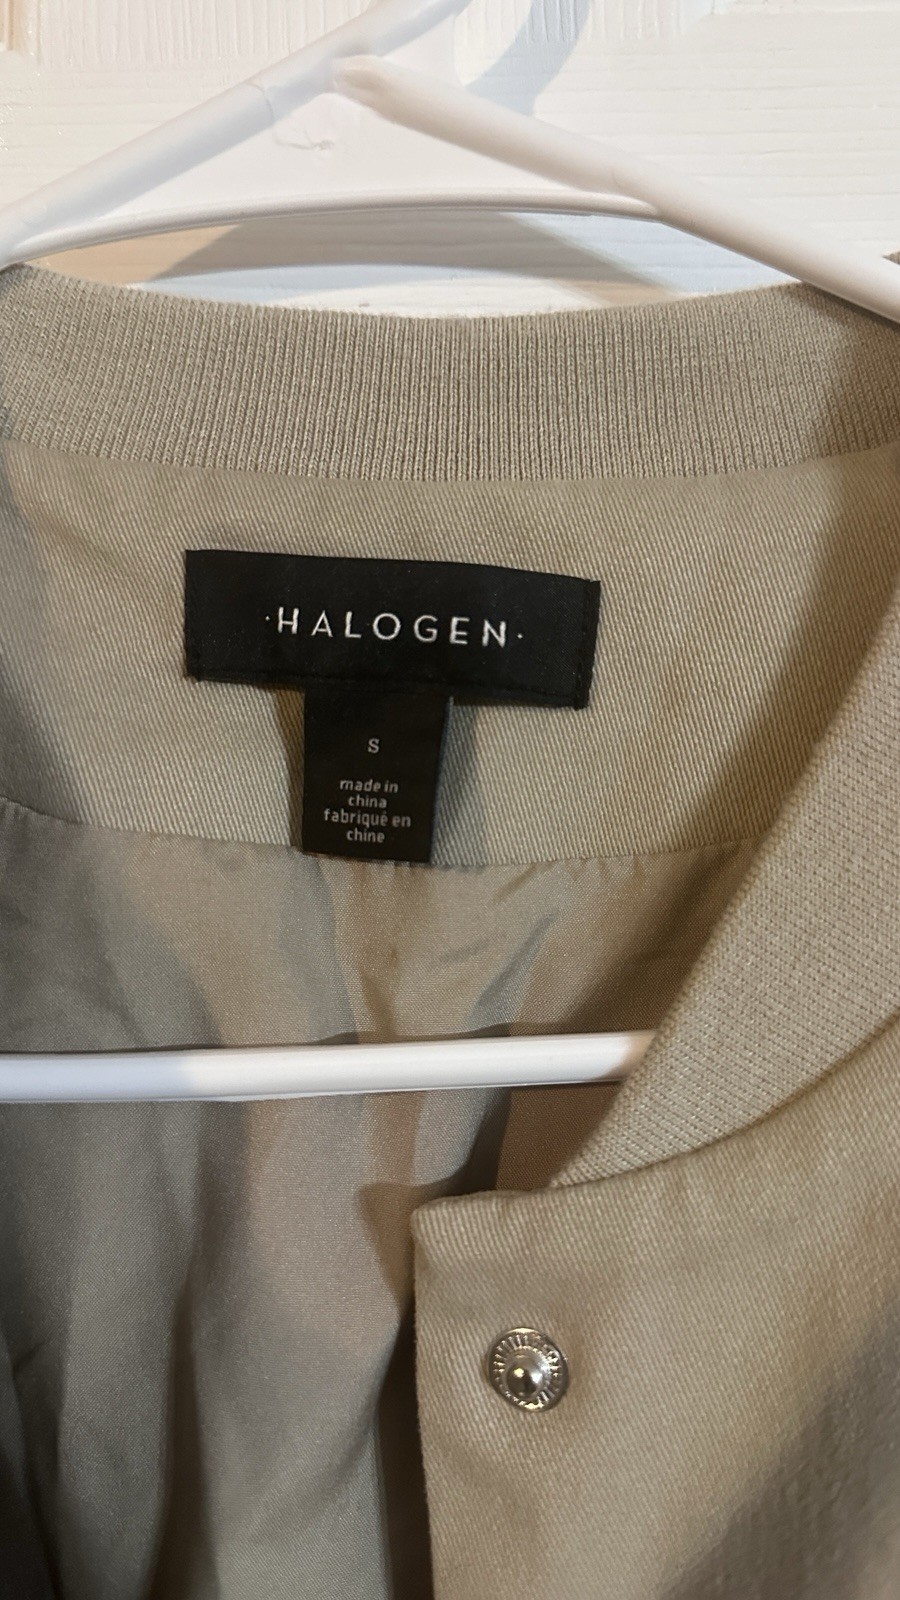 ·HALOGEN·
S
made in
china
fabriqué en
chine